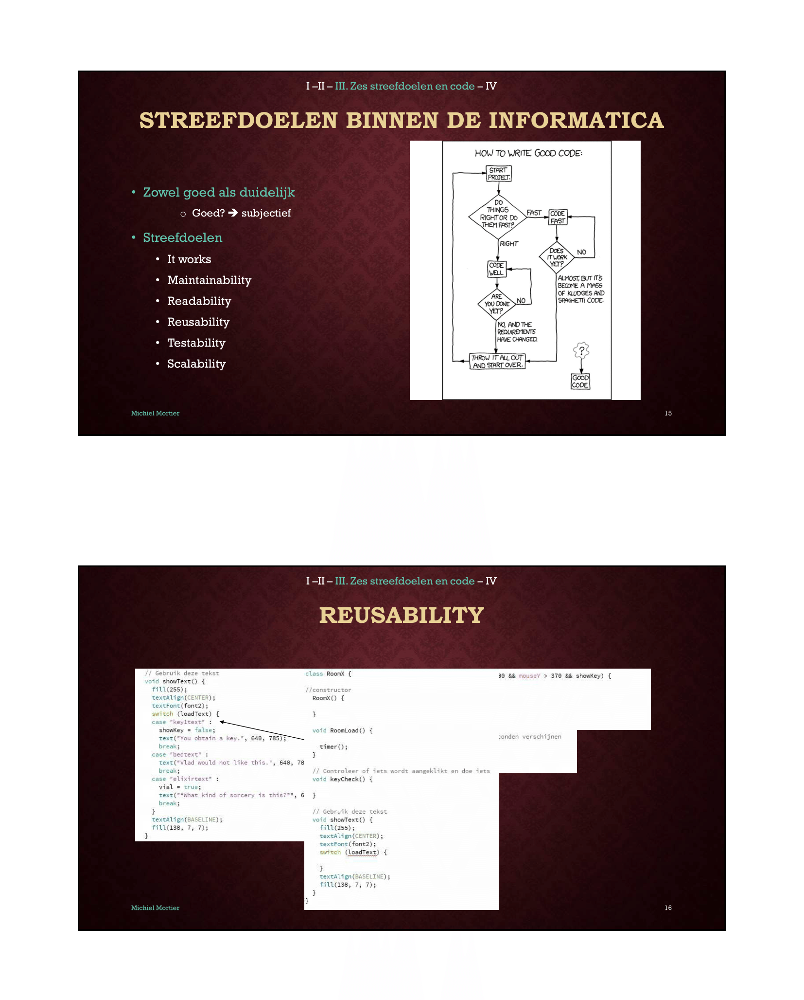 I –II – III. Zes streefdoelen en code – IV
STREEFDOELEN BINNEN DE INFORMATICA
• Zowel goed als duidelijk
o Goed? ➔ subjectief
• Streefdoelen
• It works
• Maintainability
• Readability
• Reusability
• Testability
• Scalability
HOW TO WRITE GOOD CODE:
START
PROJECT.
DO
THINGS
RIGHT OR DO
THEM FAST?
FAST
CODE
FAST
RIGHT
DOES
IT WORK
YET?
NO
CODE
WELL
ALMOST, BUT IT'S
BECOME A MASS
OF KLUDGES AND
SPAGHETTI CODE.
ARE
YOU DONE
YET?
NO
NO, AND THE
REQUIREMENTS
HAVE CHANGED.
THROW IT ALL OUT
AND START OVER.
?
GOOD
CODE
Michiel Mortier
15
I –II – III. Zes streefdoelen en code – IV
REUSABILITY
// Gebruik deze tekst
void showText() {
fill(255);
textAlign(CENTER);
textFont(font2);
switch (loadText) {
case "key1text" :
showKey = false;
text("You obtain a key.", 640, 785);
break;
case "bedtext" :
text("Vlad would not like this.", 640, 78
break;
case "elixirtext" :
vial = true;
text("“What kind of sorcery is this?”", 6
break;
}
textAlign(BASELINE);
fill(138, 7, 7);
}
class RoomX {
//constructor
RoomX() {
}
void RoomLoad() {
timer();
}
// Controleer of iets wordt aangeklikt en doe iets
void keyCheck() {
}
// Gebruik deze tekst
void showText() {
fill(255);
textAlign(CENTER);
textFont(font2);
switch (loadText) {
}
textAlign(BASELINE);
fill(138, 7, 7);
}
}
00 && mouseY > 370 && showKey) {
conden verschijnen
Michiel Mortier
16